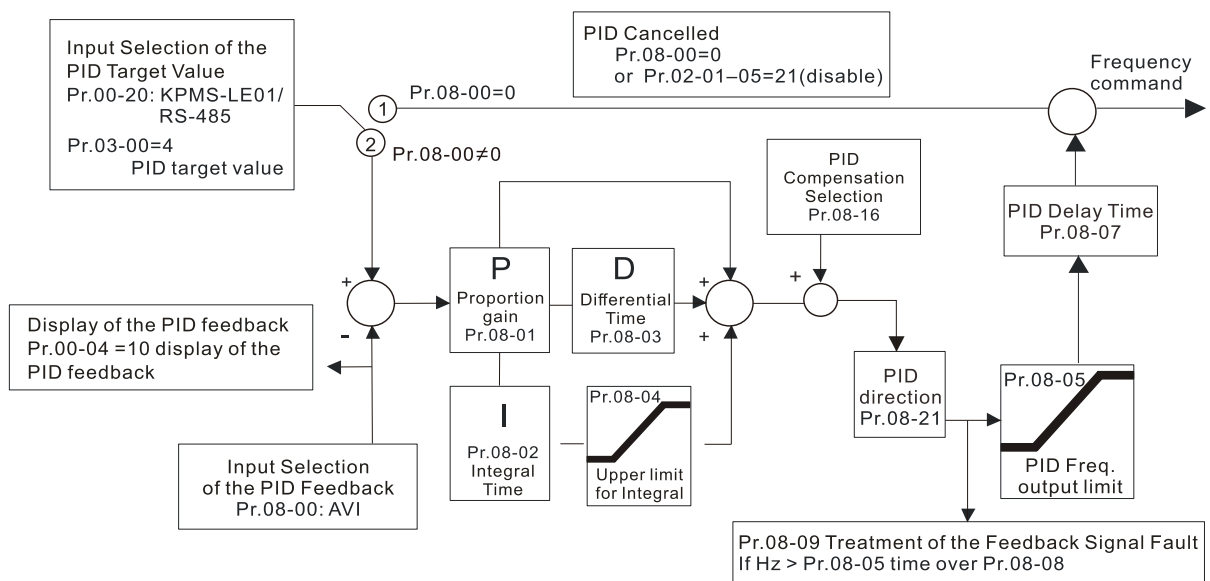 Input Selection of the
PID Target Value
Pr.00-20: KPMS-LE01/
RS-485
Pr.03-00=4
PID target value
PID Cancelled
Pr.08-00=0
or Pr.02-01–05=21(disable)
Frequency
command
1
Pr.08-00=0
2
Pr.08-00≠0
PID
Compensation
Selection
Pr.08-16
PID Delay Time
Pr.08-07
+
-
P
Proportion
gain
Pr.08-01
D
Differential
Time
Pr.08-03
+
+
+
Display of the PID feedback
Pr.00-04 =10 display of the
PID feedback
I
Pr.08-02
Integral
Time
Pr.08-04
Upper limit
for Integral
PID
direction
Pr.08-21
Pr.08-05
PID Freq.
output limit
Input Selection
of the PID Feedback
Pr.08-00: AVI
Pr.08-09 Treatment of the Feedback Signal Fault
If Hz > Pr.08-05 time over Pr.08-08